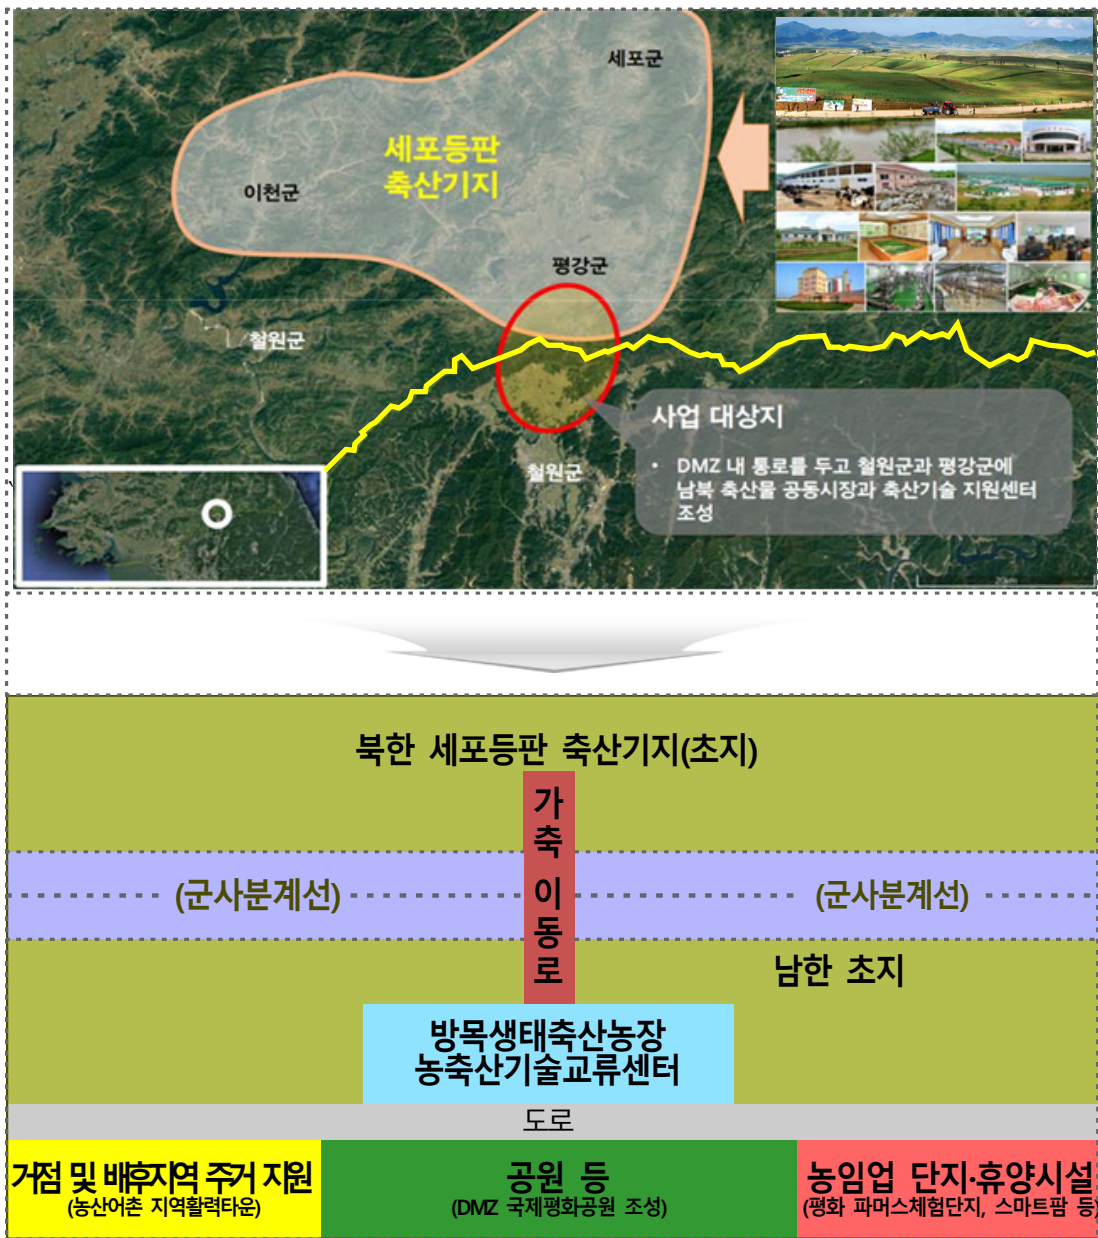 세포군
세포등판
축산기지
이천군
평강군
철원군
사업 대상지
• DMZ 내 통로를 두고 철원군과 평강군에
남북 축산물 공동시장과 축산기술 지원센터
조성
철원군
북한 세포등판 축산기지(초지)
가축 이동로
(군사분계선)
(군사분계선)
남한 초지
방목생태축산농장
농축산기술교류센터
도로
거점 및 배후지역 주거 지원
(농산어촌 지역활력타운)
공원 등
(DMZ 국제평화공원 조성)
농임업 단지·휴양시설
(평화 파머스체험단지, 스마트팜 등)